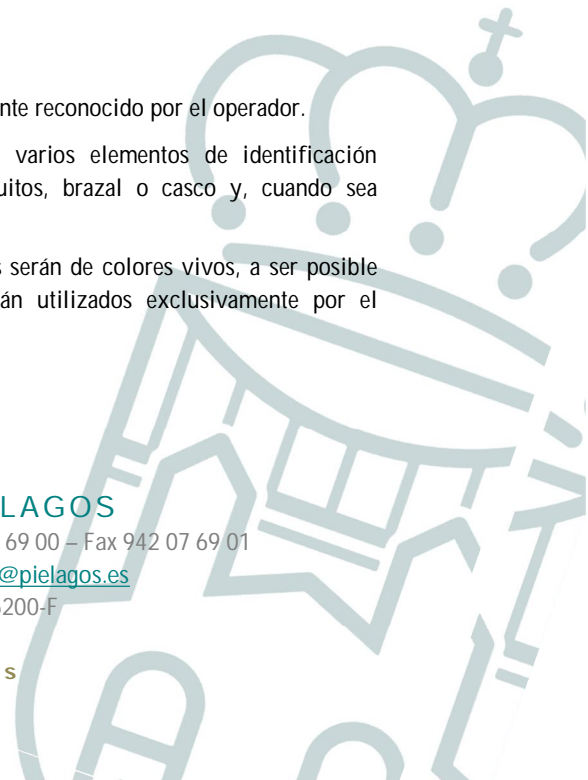 nte reconocido por el operador.
varios elementos de identificación
uitos, brazal o casco y, cuando sea
s serán de colores vivos, a ser posible
án utilizados exclusivamente por el
LAGOS
69 00 – Fax 942 07 69 01
@pielagos.es
200-F
s